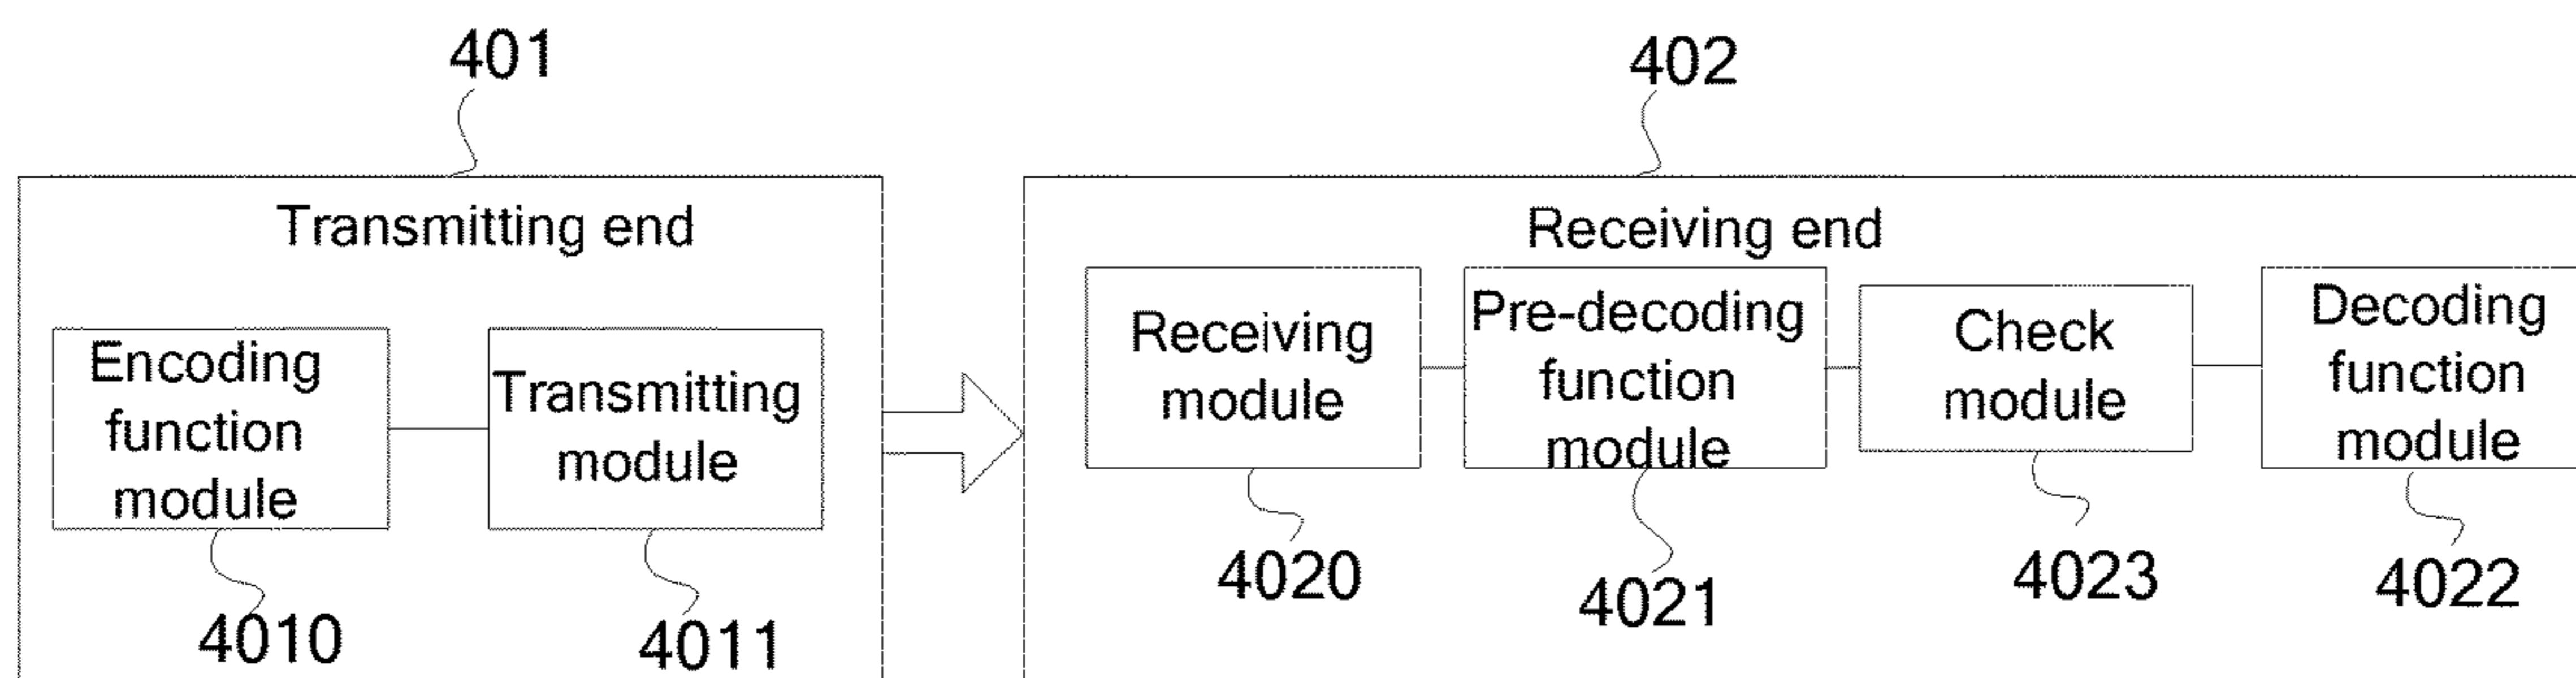 401
402
Transmitting end
Receiving end
Encoding
function
module
Transmitting
module
Receiving
module
Pre-decoding
function
module
Check
module
Decoding
function
module
4010
4011
4020
4021
4023
4022